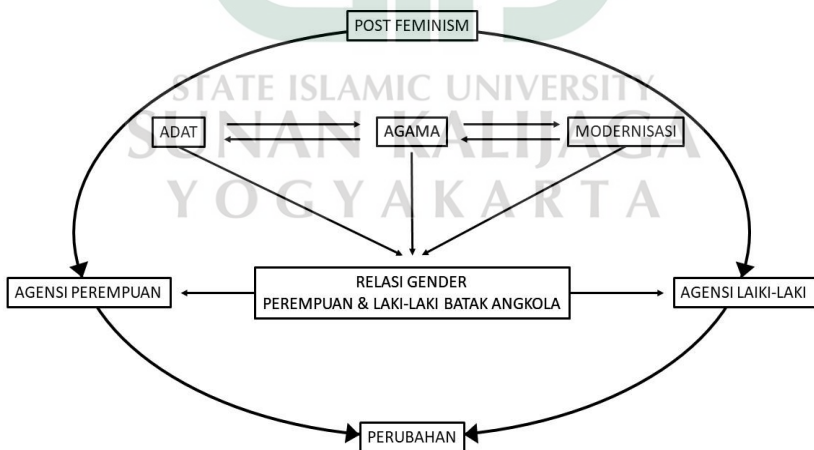 POST FEMINISM
STATE ISLAMIC UNIVERSITY
SUNAN KALIJAGA
YOGYAKARTA
ADAT
AGAMA
MODERNISASI
AGENSI PEREMPUAN
RELASI GENDER
PEREMPUAN & LAKI-LAKI BATAK ANGKOLA
AGENSI LAIKI-LAKI
PERUBAHAN